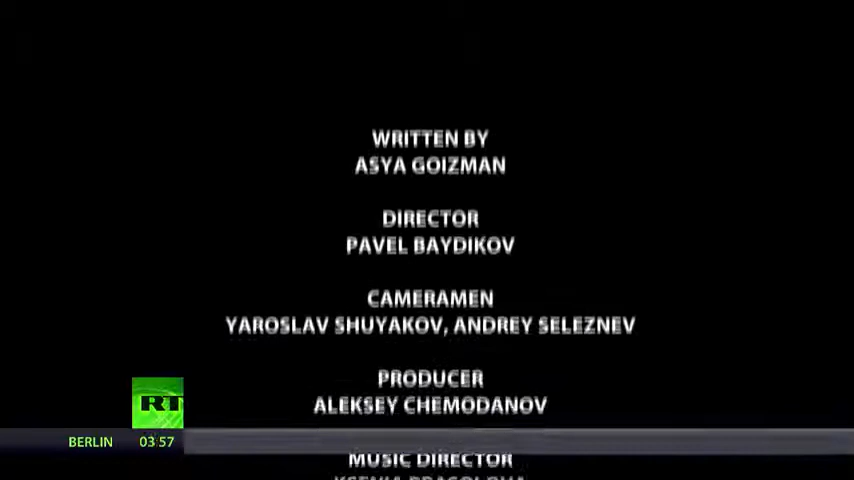 WRITTEN BY
ASYA GOIZMAN
DIRECTOR
PAVEL BAYDIKOV
CAMERAMEN
YAROSLAV SHUYAKOV, ANDREY SELEZNEV
PRODUCER
ALEKSEY CHEMODANOV
RT
BERLIN 03:57
MUSIC DIRECTOR